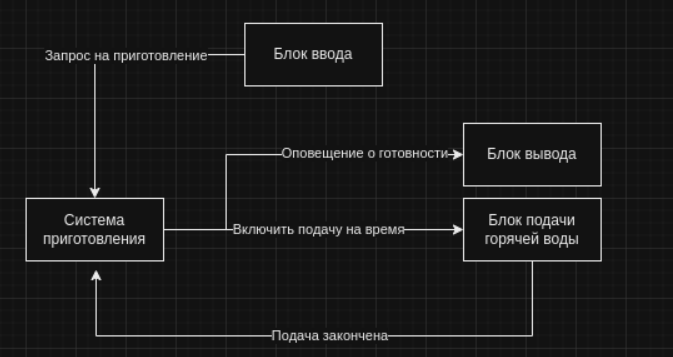 Запрос на приготовление
Блок ввода
Оповещение о готовности
Блок вывода
Система
приготовления
Включить подачу на время
Блок подачи
горячей воды
Подача закончена